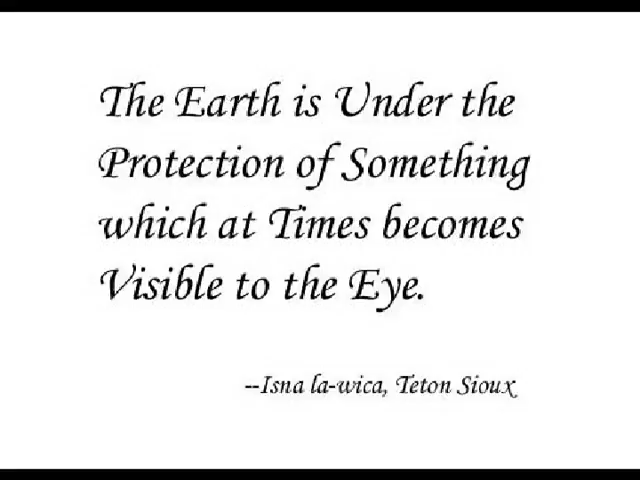 The Earth is Under the
Protection of Something
which at Times becomes
Visible to the Eye.
--Isna la-wica, Teton Sioux